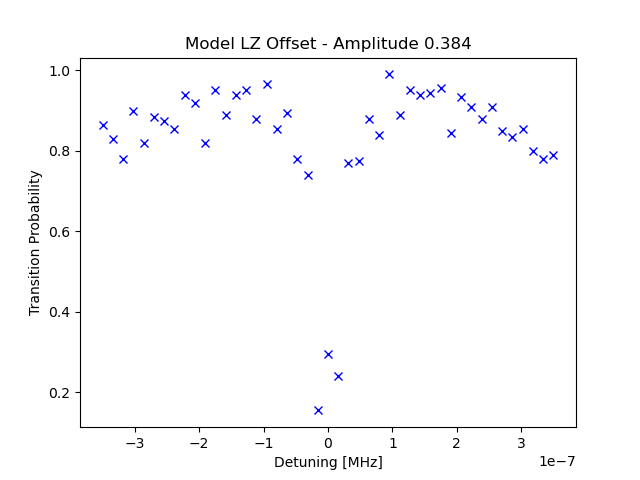 Model LZ Offset - Amplitude 0.384
1.0
0.8
0.6
0.4
0.2
Transition Probability
−3 −2 −1 0 1 2 3
1e−7
Detuning [MHz]